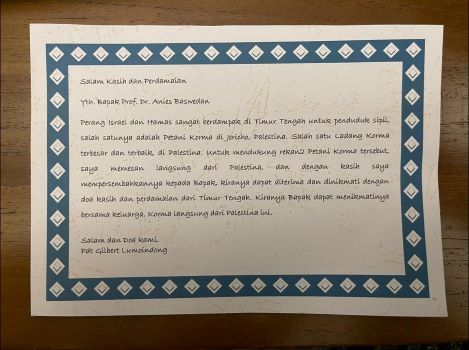 Salam Kasih dan Perdamaian
Yth. Bapak Prof. Dr. Anies Baswedan
Perang Israel dan Hamas sangat berdampak di Timur Tengah untuk penduduk sipil,
salah satunya adalah Petani Korma di Jericho, Palestina. Salah satu Ladang Korma
terbesar dan terbaik, di Palestina. Untuk mendukung rekan2 Petani Korma tersebut,
saya memesan langsung dari Palestina, dan dengan kasih saya
mempersembahkannya kepada Bapak, kiranya dapat diterima dan dinikmati dengan
doa kasih dan perdamaian dari Timur Tengah. Kiranya Bapak dapat menikmatinya
bersama keluarga, Korma langsung dari Palestina ini.
Salam dan Doa kami,
Pdt Gilbert Lumoindong